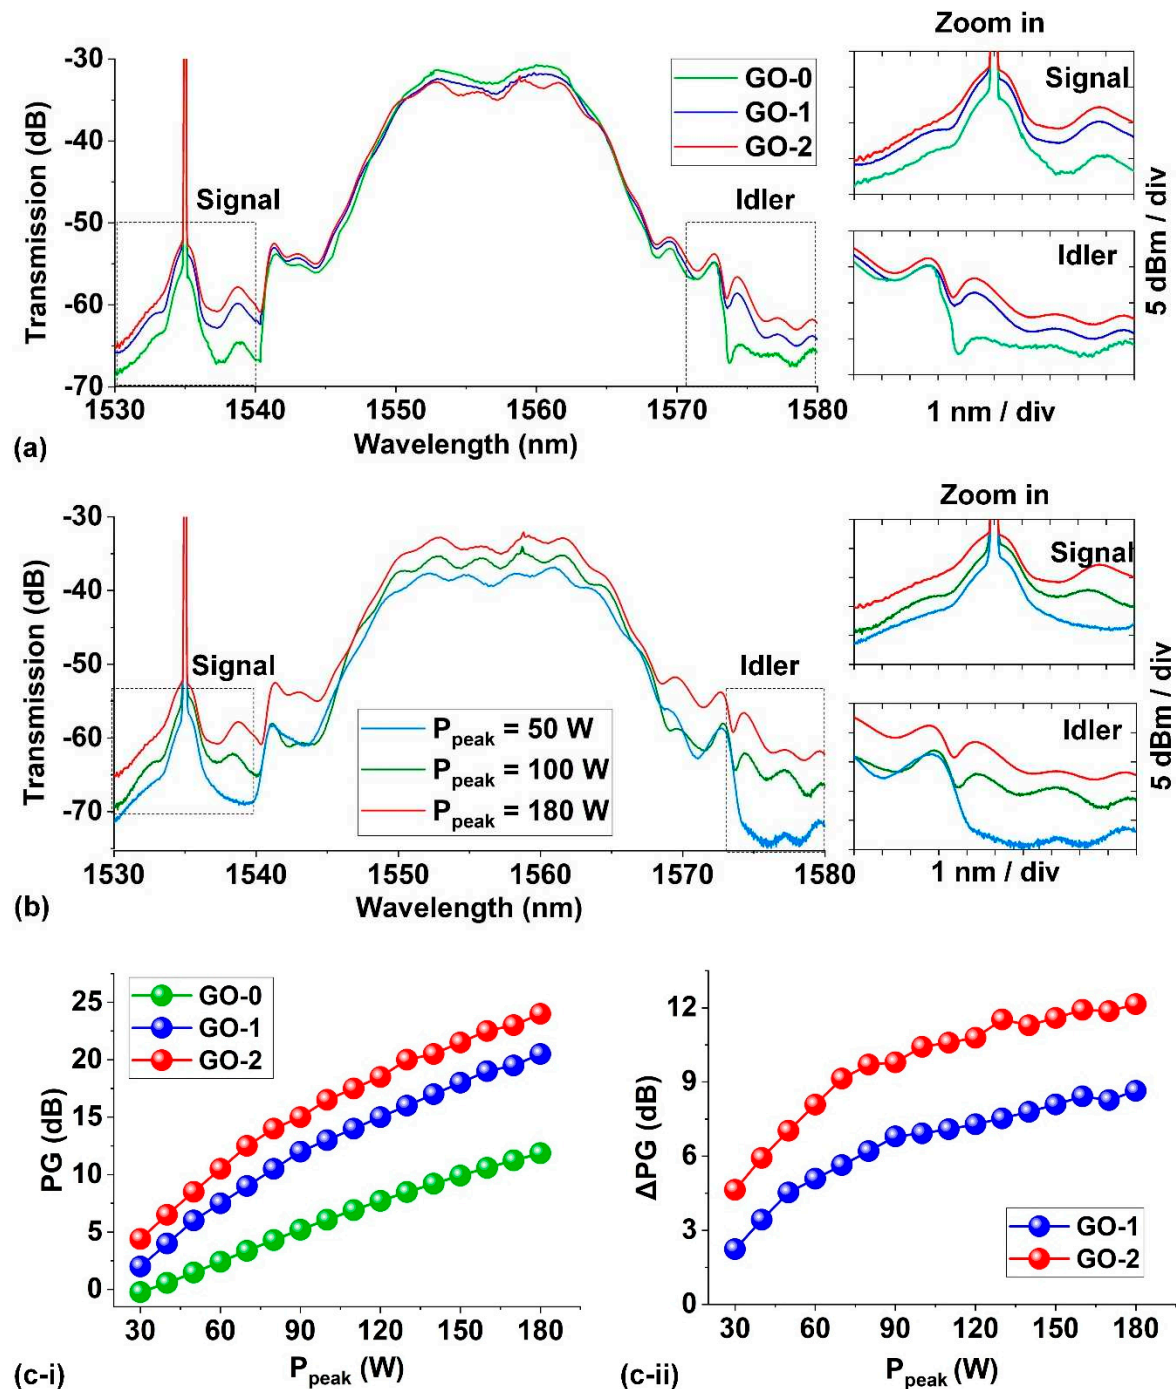 Zoom in
-30
-40
-50
-60
-70
Transmission (dB)
GO-0
GO-1
GO-2
Signal
Idler
Signal
Idler
5 dBm / div
1530
1540
1550
1560
1570
1580
Wavelength (nm)
1 nm / div
(a)
Zoom in
-30
-40
-50
-60
-70
Transmission (dB)
Signal
Idler
P_peak = 50 W
P_peak = 100 W
P_peak = 180 W
Signal
Idler
5 dBm / div
1530
1540
1550
1560
1570
1580
Wavelength (nm)
1 nm / div
(b)
25
20
15
10
5
0
PG (dB)
GO-0
GO-1
GO-2
30
60
90
120
150
180
P_peak (W)
(c-i)
12
9
6
3
0
ΔPG (dB)
GO-1
GO-2
30
60
90
120
150
180
P_peak (W)
(c-ii)